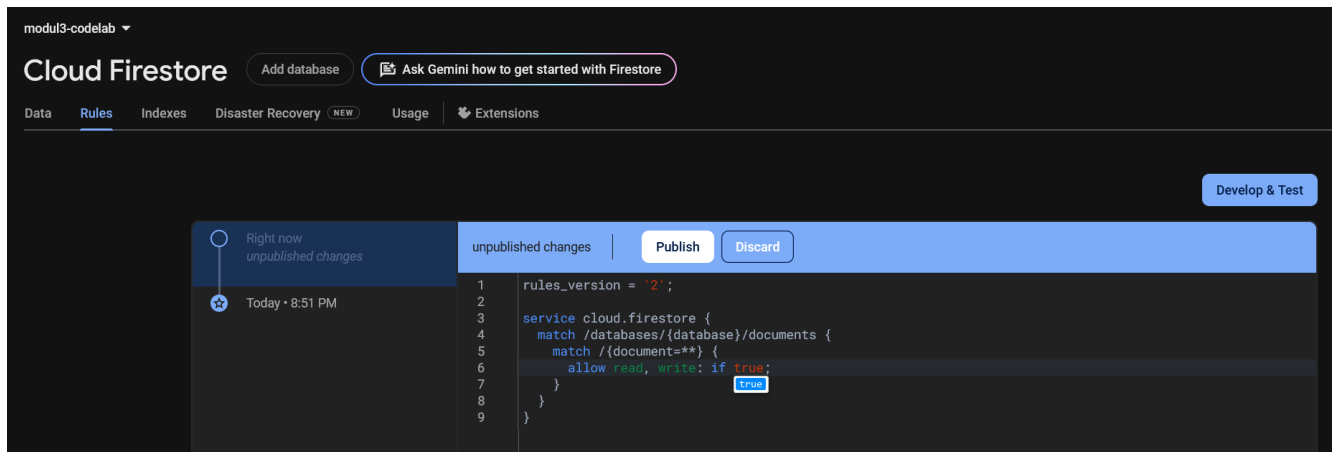 modul3-codelab
Cloud Firestore Add database Ask Gemini how to get started with Firestore
Data Rules Indexes Disaster Recovery NEW Usage Extensions
Develop & Test
Right now
unpublished changes
Today • 8:51 PM
unpublished changes Publish Discard
1 rules_version = '2';
2
3 service cloud.firestore {
4 match /databases/{database}/documents {
5 match /{document=**} {
6 allow read, write: if true;
7 }
true
8 }
9 }